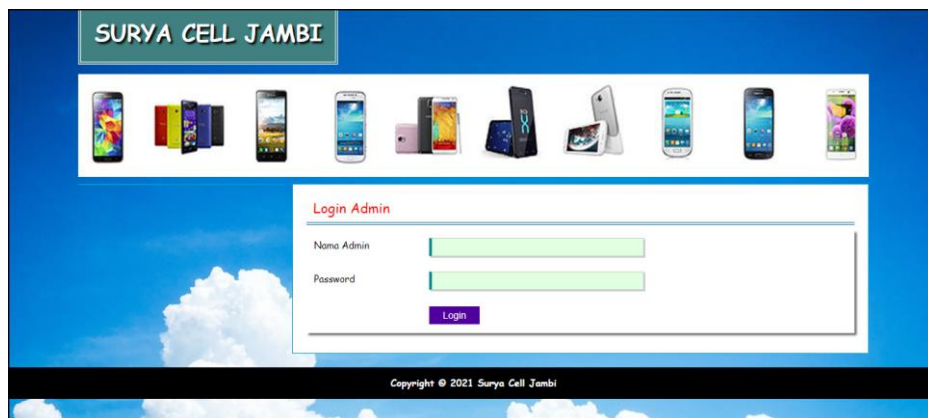 SURYA CELL JAMBI
Login Admin
Nama Admin
Password
Login
Copyright © 2021 Surya Cell Jambi